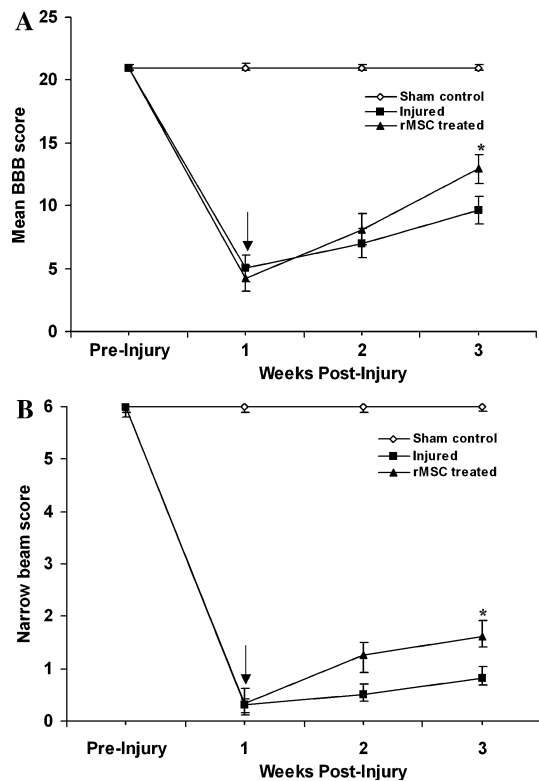 A
25
20
15
10
5
0
Mean BBB score
Sham control
Injured
rMSC treated
*
Pre-Injury 1 2 3
Weeks Post-Injury
B
6
5
4
3
2
1
0
Narrow beam score
Sham control
Injured
rMSC treated
*
Pre-Injury 1 2 3
Weeks Post-Injury